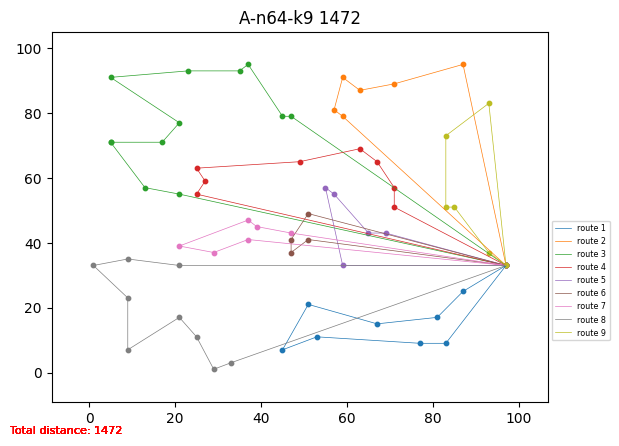 A-n64-k9 1472
100
80
60
40
20
0
0 20 40 60 80 100
route 1
route 2
route 3
route 4
route 5
route 6
route 7
route 8
route 9
Total distance: 1472